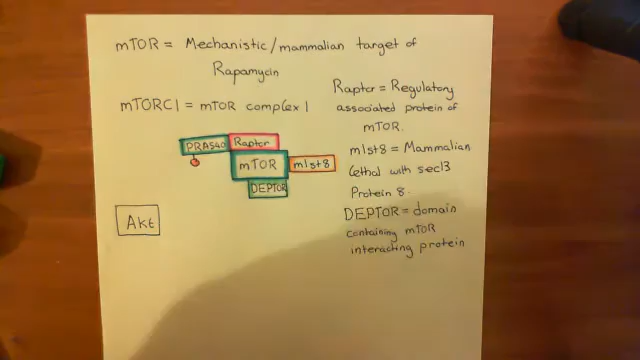 mTOR = Mechanistic/mammalian target of
Rapamycin
mTORC1 = mTOR complex 1
PRAS40 Raptor
mTOR mlst8
DEPTOR
Akt
Raptor = Regulatory
associated protein of
mTOR.
mlst8 = Mammalian
lethal with sec13
Protein 8.
DEPTOR = domain
containing mTOR
interacting protein